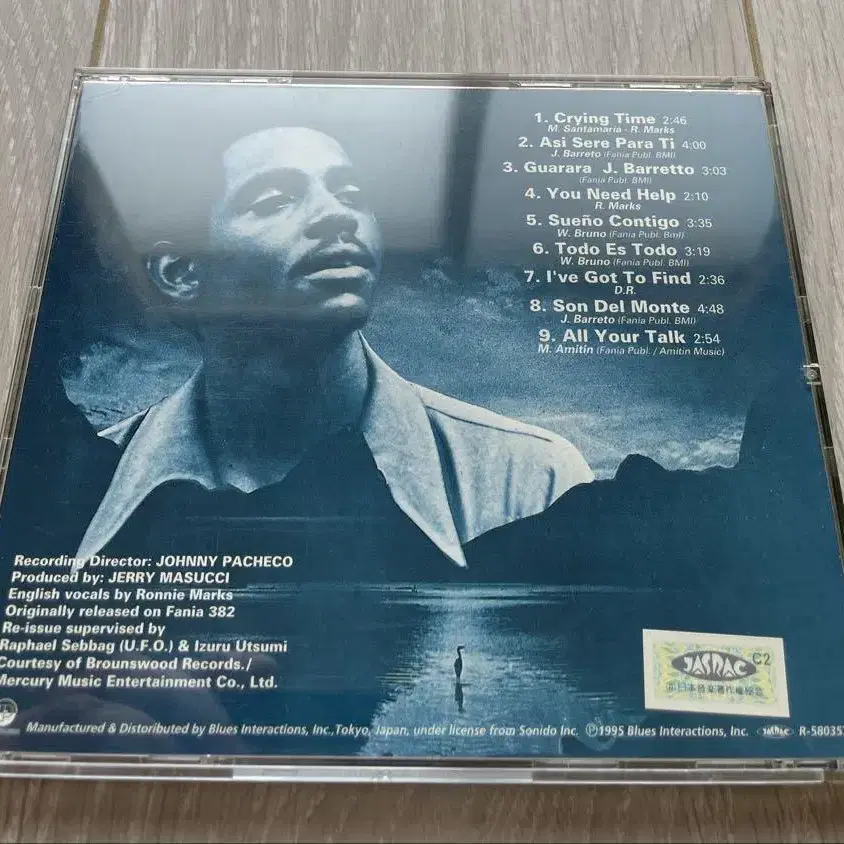 1. Crying Time 2:46
M. Santamaria - R. Marks
2. Asi Sere Para Ti 4:00
J. Barreto (Fania Publ. BMI)
3. Guarara J. Barretto 3:03
(Fania Publ. BMI)
4. You Need Help 2:10
R. Marks
5. Sueño Contigo 3:35
W. Bruno (Fania Publ. BMI)
6. Todo Es Todo 3:19
W. Bruno (Fania Publ. BMI)
7. I've Got To Find 2:36
D.R.
8. Son Del Monte 4:48
J. Barreto (Fania Publ. BMI)
9. All Your Talk 2:54
M. Amitin (Fania Publ. / Amitin Music)
Recording Director: JOHNNY PACHECO
Produced by: JERRY MASUCCI
English vocals by Ronnie Marks
Originally released on Fania 382
Re-issue supervised by
Raphael Sebbag (U.F.O.) & Izuru Utsumi
Courtesy of Brounswood Records./
Mercury Music Entertainment Co., Ltd.
JASRAC C2
Manufactured & Distoributed by Blues Interactions, Inc., Tokyo, Japan, under license from Sonido Inc. ℗1995 Blues Interactions, Inc. JASRAC R-580357